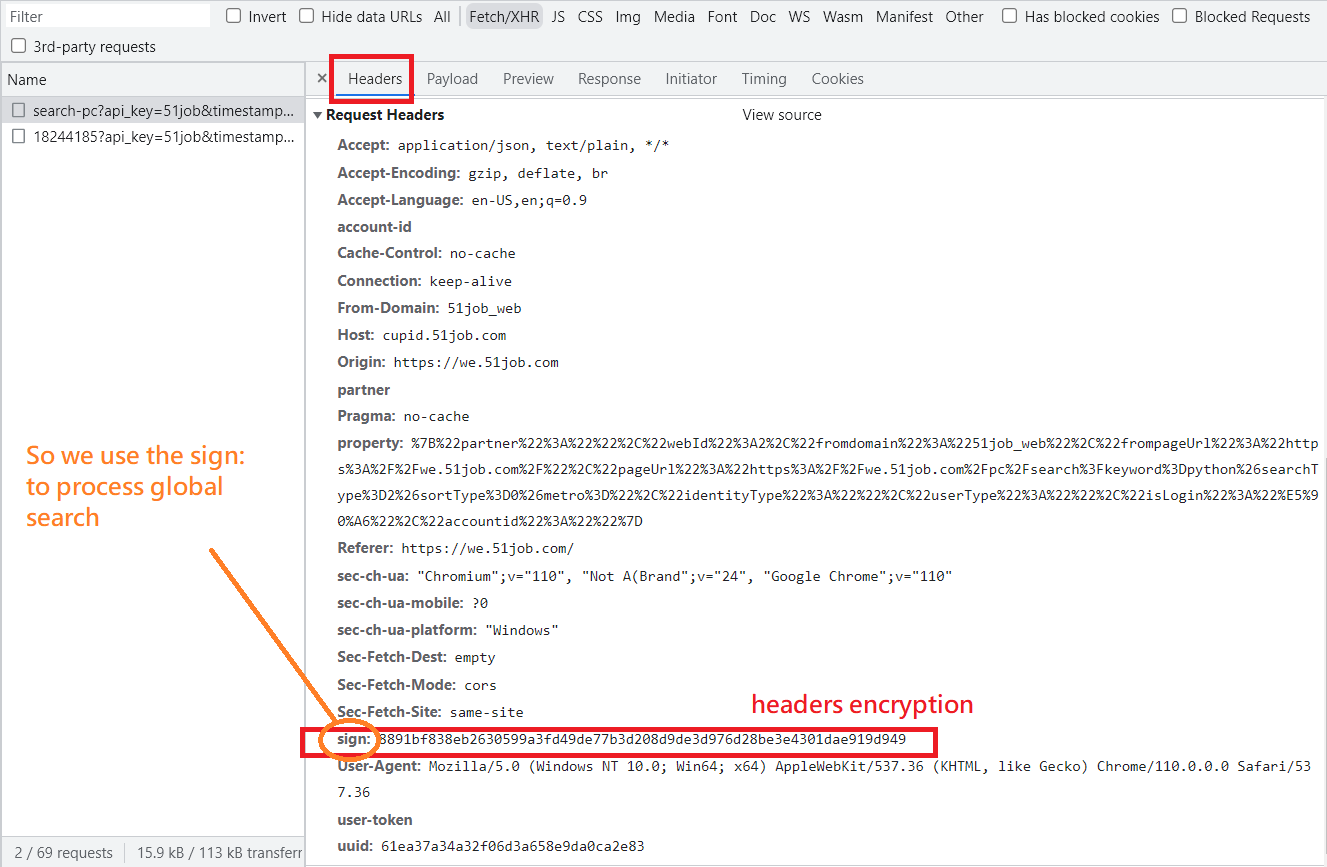 Filter Invert Hide data URLs All Fetch/XHR JS CSS Img Media Font Doc WS Wasm Manifest Other Has blocked cookies Blocked Requests
3rd-party requests
Name
search-pc?api_key=51job&timestamp...
18244185?api_key=51job&timestamp...
× Headers Payload Preview Response Initiator Timing Cookies
Request Headers View source
Accept: application/json, text/plain, */*
Accept-Encoding: gzip, deflate, br
Accept-Language: en-US,en;q=0.9
account-id
Cache-Control: no-cache
Connection: keep-alive
From-Domain: 51job_web
Host: cupid.51job.com
Origin: https://we.51job.com
partner
Pragma: no-cache
property: %7B%22partner%22%3A%22%22%2C%22webId%22%3A2%2C%22fromdomain%22%3A%2251job_web%22%2C%22frompageUrl%22%3A%22http
s%3A%2F%2Fwe.51job.com%2F%22%2C%22pageUrl%22%3A%22https%3A%2F%2Fwe.51job.com%2Fpc%2Fsearch%3Fkeyword%3Dpython%26searchT
ype%3D2%26sortType%3D0%26metro%3D%22%2C%22identityType%22%3A%22%22%2C%22userType%22%3A%22%22%2C%22isLogin%22%3A%22%E5%9
0%A6%22%2C%22accountid%22%3A%22%22%7D
Referer: https://we.51job.com/
sec-ch-ua: "Chromium";v="110", "Not A(Brand";v="24", "Google Chrome";v="110"
sec-ch-ua-mobile: ?0
sec-ch-ua-platform: "Windows"
Sec-Fetch-Dest: empty
Sec-Fetch-Mode: cors
Sec-Fetch-Site: same-site
sign: 8891bf838eb2630599a3fd49de77b3d208d9de3d976d28be3e4301dae919d949
User-Agent: Mozilla/5.0 (Windows NT 10.0; Win64; x64) AppleWebKit/537.36 (KHTML, like Gecko) Chrome/110.0.0.0 Safari/53
7.36
user-token
uuid: 61ea37a34a32f06d3a658e9da0ca2e83
So we use the sign:
to process global
search
headers encryption
2 / 69 requests 15.9 kB / 113 kB transferr